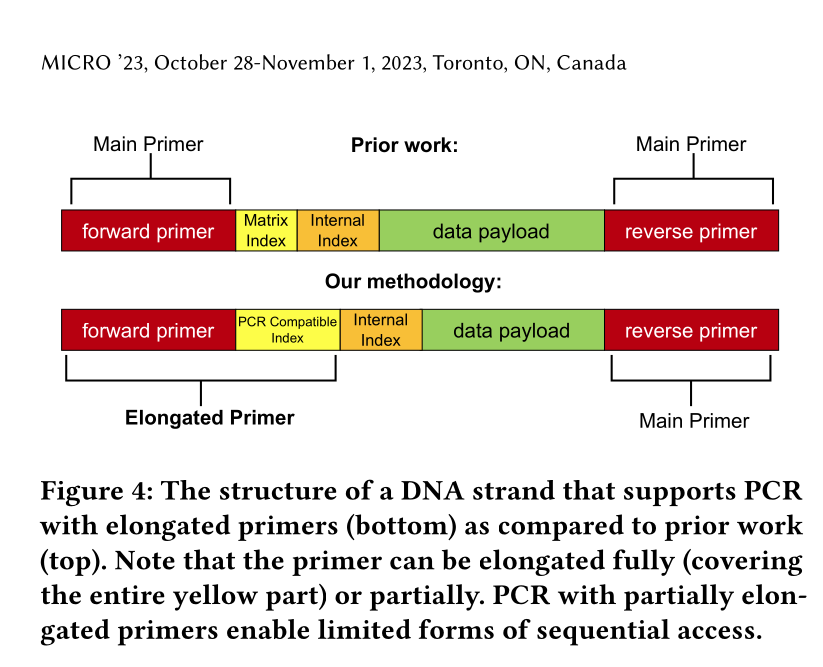 MICRO ’23, October 28-November 1, 2023, Toronto, ON, Canada
Main Primer
Prior work:
Main Primer
forward primer
Matrix
Index
Internal
Index
data payload
reverse primer
Our methodology:
forward primer
PCR Compatible
Index
Internal
Index
data payload
reverse primer
Elongated Primer
Main Primer
Figure 4: The structure of a DNA strand that supports PCR
with elongated primers (bottom) as compared to prior work
(top). Note that the primer can be elongated fully (covering
the entire yellow part) or partially. PCR with partially elon-
gated primers enable limited forms of sequential access.